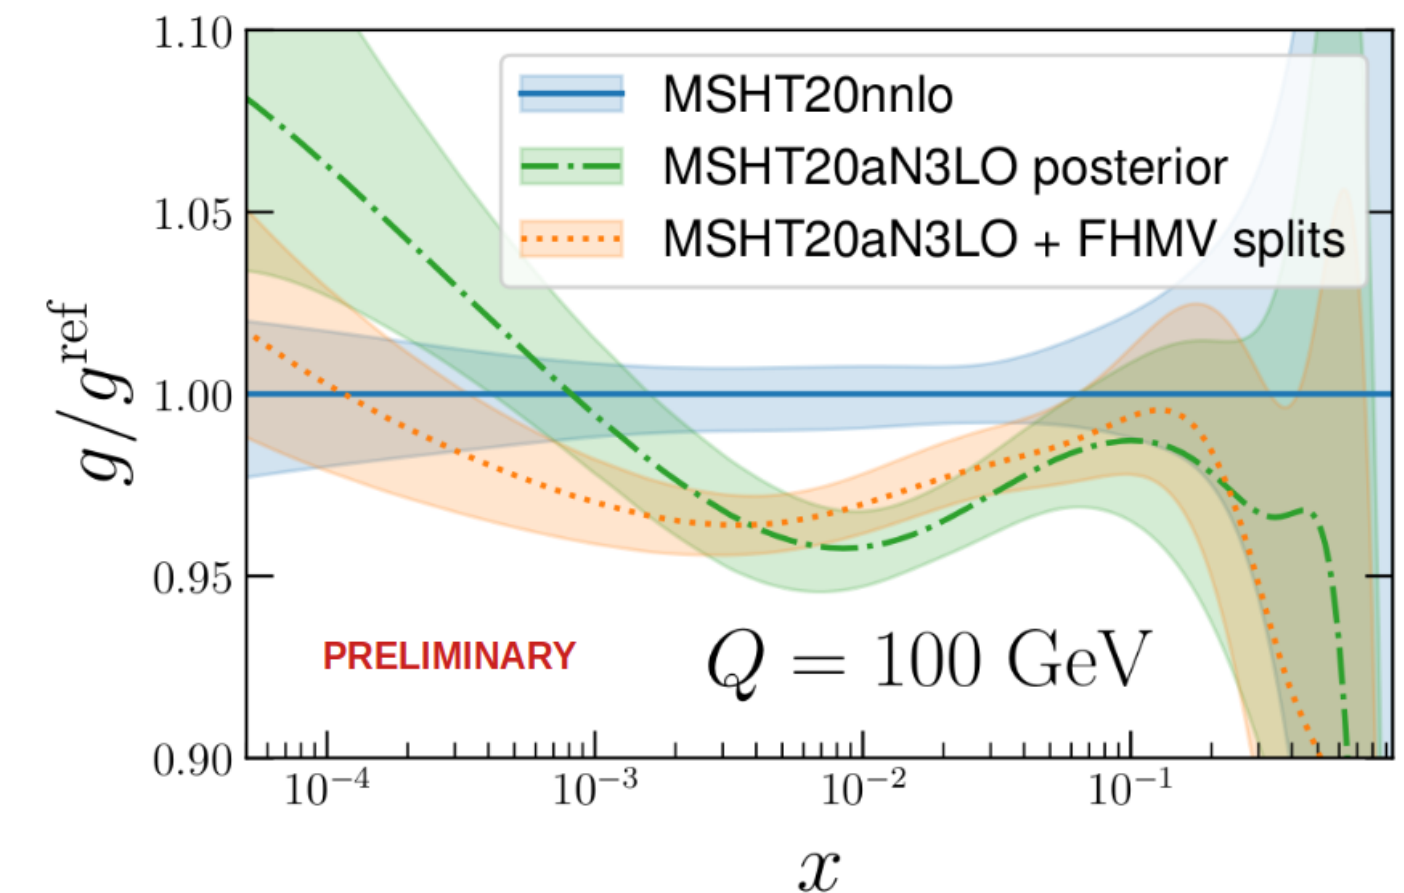 1.10
1.05
1.00
0.95
0.90
g/g^ref
MSHT20nnlo
MSHT20aN3LO posterior
MSHT20aN3LO + FHMV splits
PRELIMINARY
Q = 100 GeV
10⁻⁴ 10⁻³ 10⁻² 10⁻¹
x